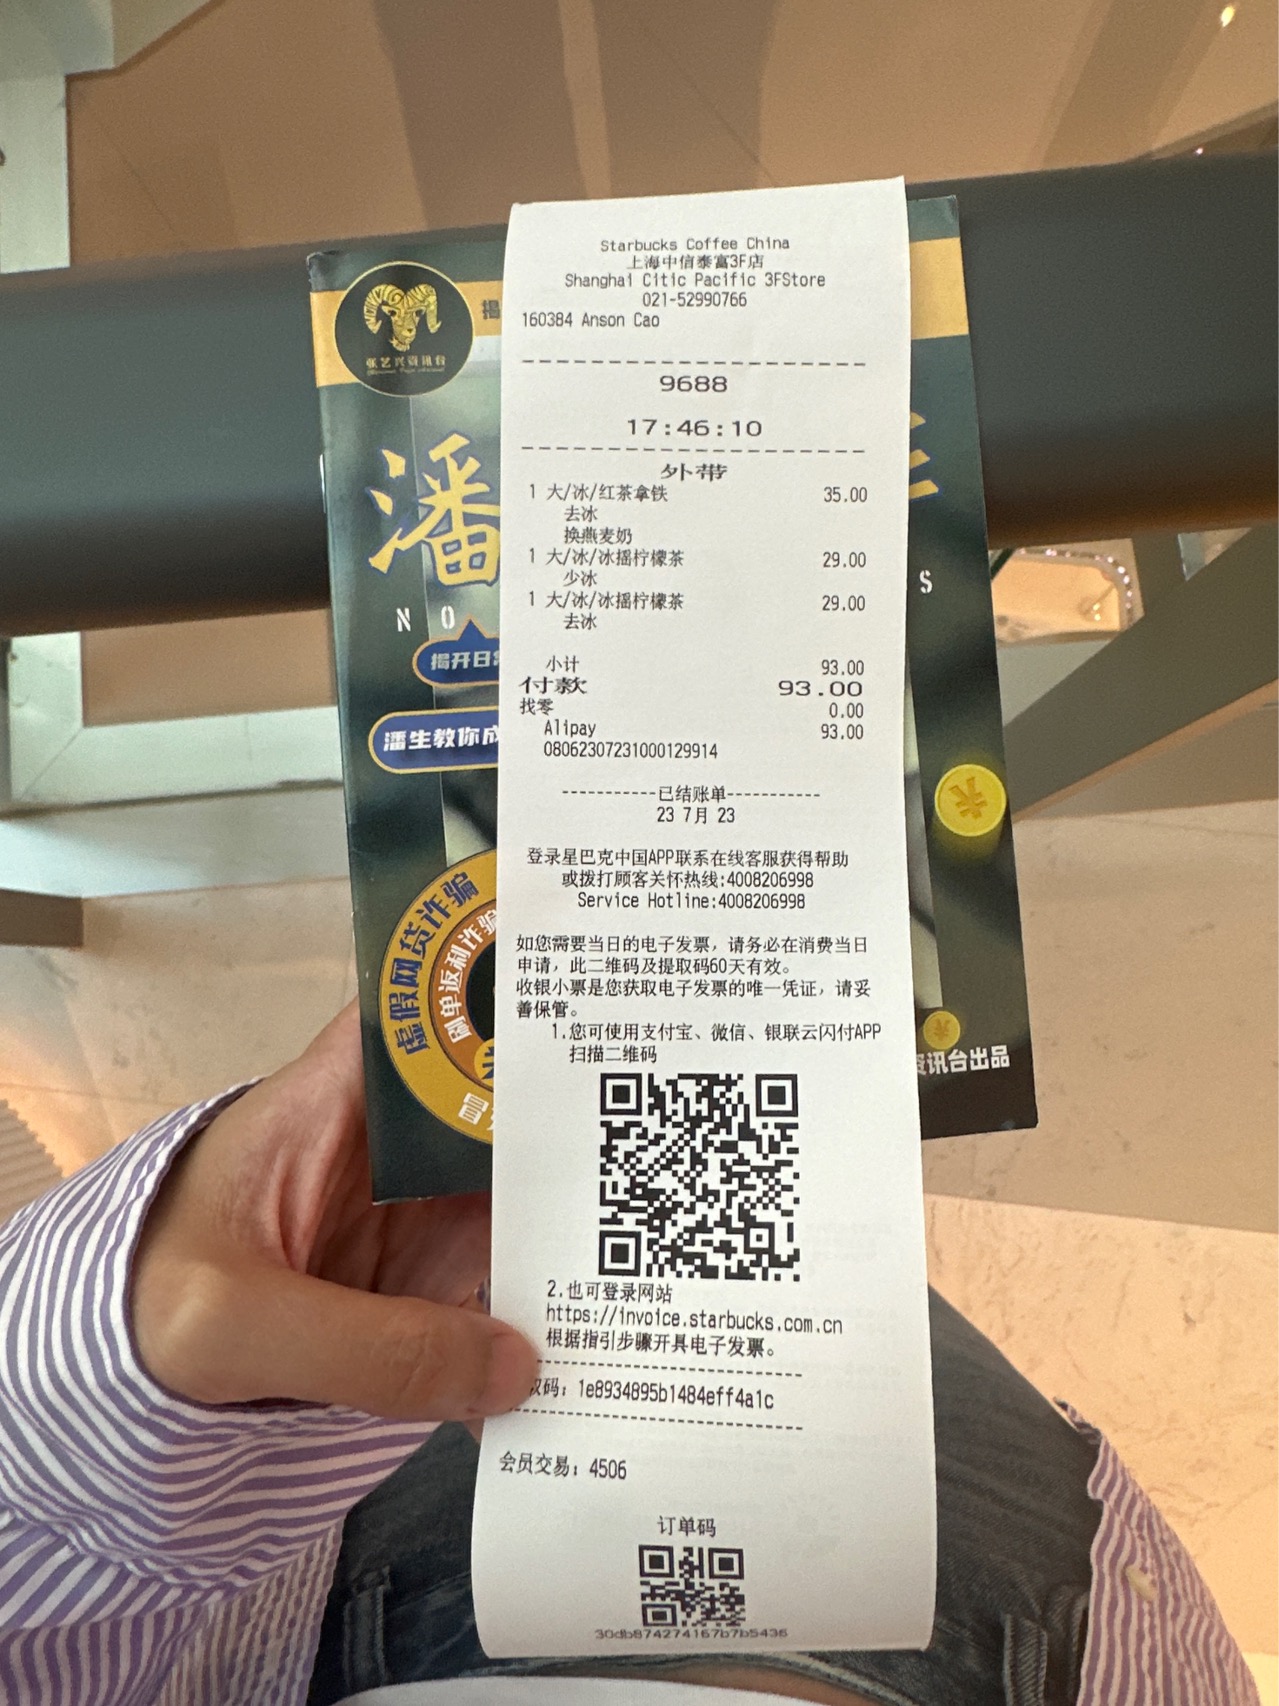 Starbucks Coffee China
上海中信泰富3F店
Shanghai Citic Pacific 3FStore
021-52990766
160384 Anson Cao
9688
17:46:10
外带
1 大/冰/红茶拿铁 35.00
去冰
换燕麦奶
1 大/冰/冰摇柠檬茶 29.00
少冰
1 大/冰/冰摇柠檬茶 29.00
去冰
小计 93.00
付款 93.00
找零 0.00
Alipay 93.00
08062307231000129914
-----------已结账单-----------
23 7月 23
登录星巴克中国APP联系在线客服获得帮助
或拨打顾客关怀热线:4008206998
Service Hotline:4008206998
如您需要当日的电子发票，请务必在消费当日
申请，此二维码及提取码60天有效。
收银小票是您获取电子发票的唯一凭证，请妥
善保管。
1.您可使用支付宝、微信、银联云闪付APP
扫描二维码
2.也可登录网站
https://invoice.starbucks.com.cn
根据指引步骤开具电子发票。
码: 1e8934895b1484eff4a1c
会员交易: 4506
订单码
30db874274167b7b5436
张艺兴资讯台
揭
潘
N O
S
揭开日
潘生教你成
虚假网贷诈骗
刷单返利诈骗
冒
资讯台出品